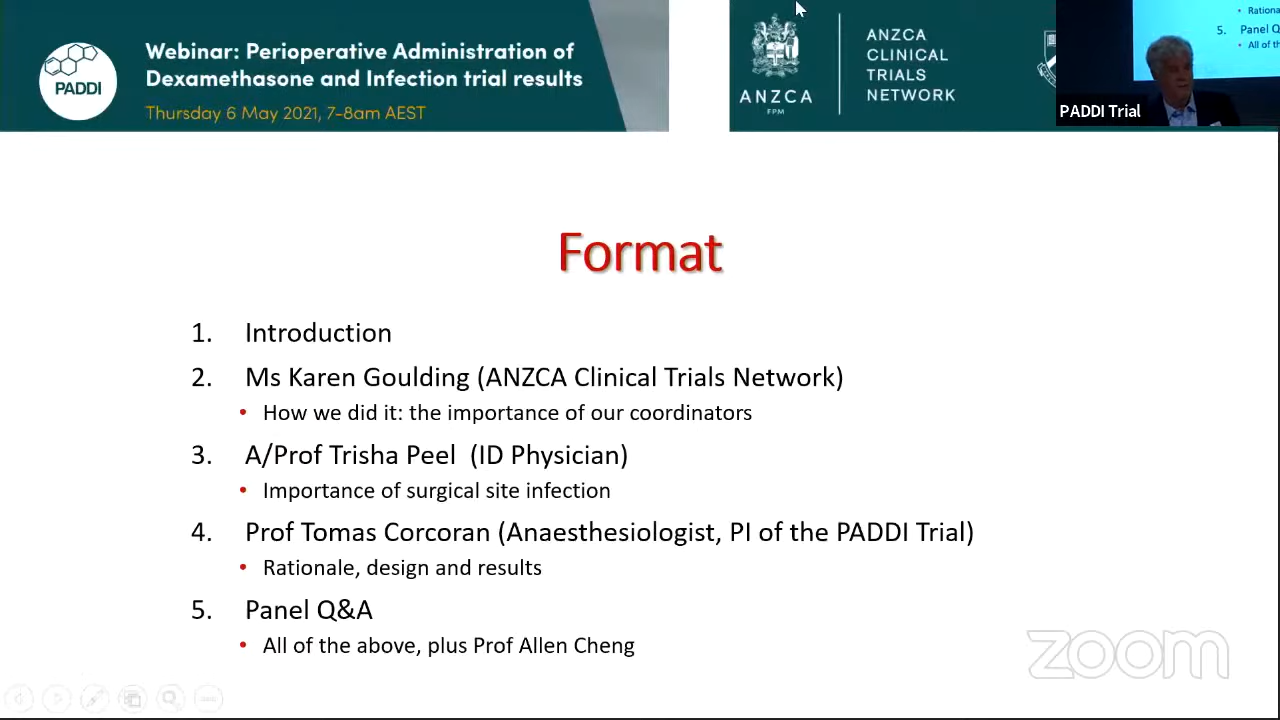 Webinar: Perioperative Administration of
Dexamethasone and Infection trial results
Thursday 6 May 2021, 7-8am AEST
PADDI
ANZCA
FPM
ANZCA
CLINICAL
TRIALS
NETWORK
5. Panel Q
PADDI Trial
Format
1. Introduction
2. Ms Karen Goulding (ANZCA Clinical Trials Network)
• How we did it: the importance of our coordinators
3. A/Prof Trisha Peel (ID Physician)
• Importance of surgical site infection
4. Prof Tomas Corcoran (Anaesthesiologist, PI of the PADDI Trial)
• Rationale, design and results
5. Panel Q&A
• All of the above, plus Prof Allen Cheng
zoom